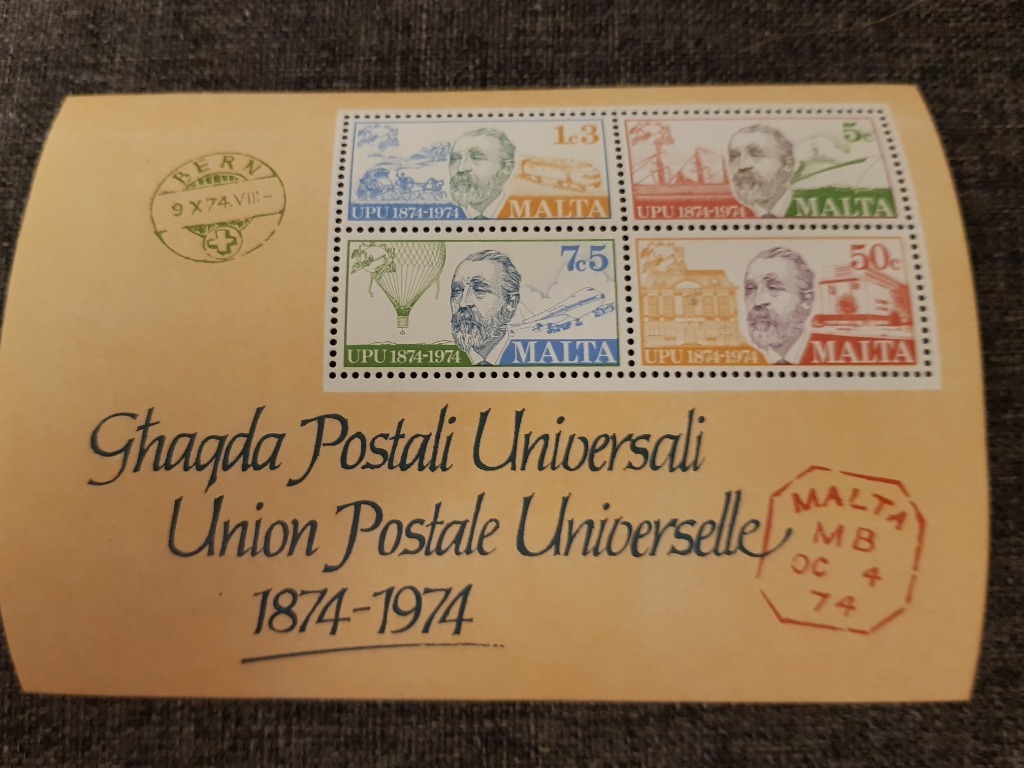 BERN
9 X 74.VIII-
1c3
UPU 1874-1974 MALTA
5c
UPU 1874-1974 MALTA
7c5
UPU 1874-1974 MALTA
50c
UPU 1874-1974 MALTA
Għaqda Postali Universali
Union Postale Universelle
1874-1974
MALTA
MB
OC 4
74